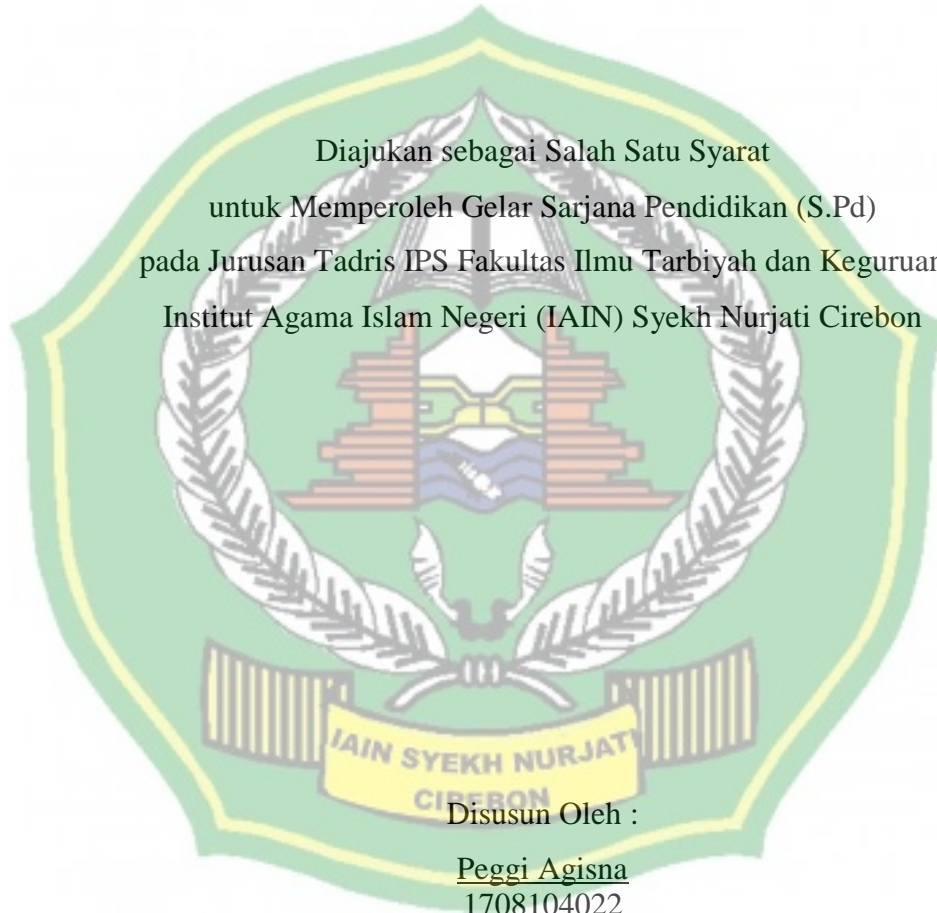 Diajukan sebagai Salah Satu Syarat
untuk Memperoleh Gelar Sarjana Pendidikan (S.Pd)
pada Jurusan Tadris IPS Fakultas Ilmu Tarbiyah dan Keguruan
Institut Agama Islam Negeri (IAIN) Syekh Nurjati Cirebon
IAIN SYEKH NURJATI
CIREBON
Disusun Oleh :
Peggi Agisna
1708104022